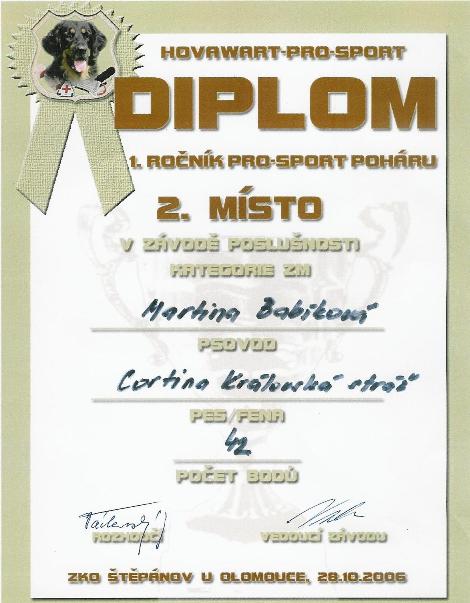 HOVAWART-PRO-SPORT
DIPLOM
1. ROČNÍK PRO-SPORT POHÁRU
2. MÍSTO
V ZÁVODĚ POSLUŠNOSTI
KATEGORIE ZM
Martina Babíková
PSOVOD
Cortina Královská stráž
PES/FENA
42
POČET BODŮ
ROZHODČÍ
VEDOUCÍ ZÁVODU
ZKO ŠTĚPÁNOV U OLOMOUCE, 28.10.2006